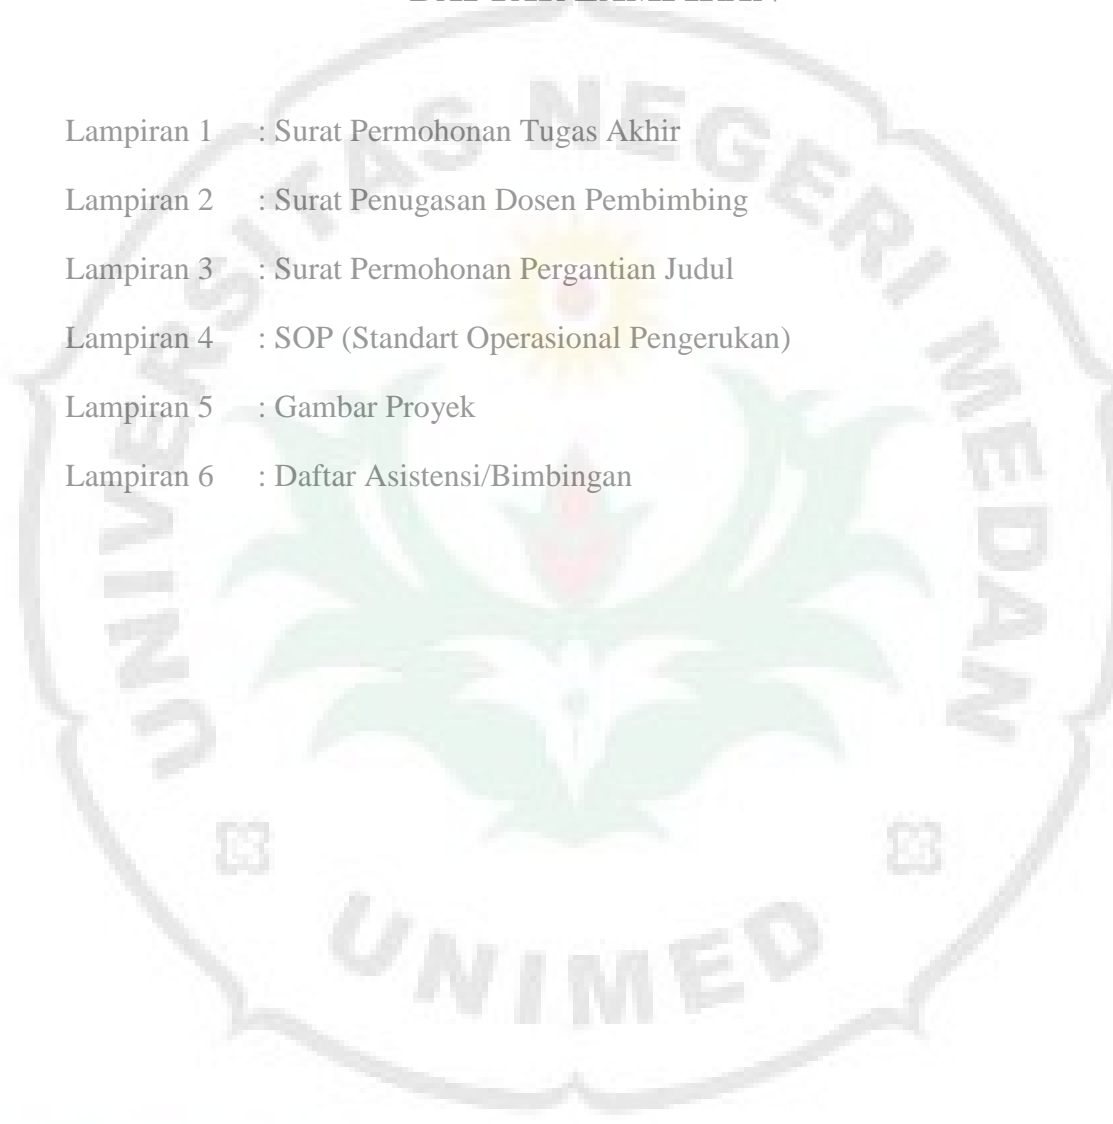 Lampiran 1 : Surat Permohonan Tugas Akhir
Lampiran 2 : Surat Penugasan Dosen Pembimbing
Lampiran 3 : Surat Permohonan Pergantian Judul
Lampiran 4 : SOP (Standart Operasional Pengerukan)
Lampiran 5 : Gambar Proyek
Lampiran 6 : Daftar Asistensi/Bimbingan
UNIVERSITAS NEGERI MEDAN
UNIMED